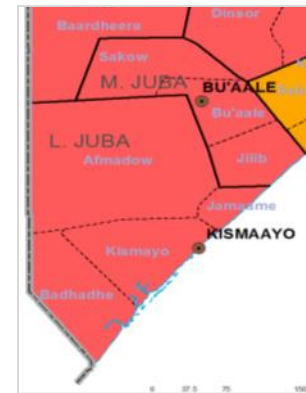 Dinsor
Baardheere
Sakow
M. JUBA
BU'AALE
Bu'aale
L. JUBA
Afmadow
Jilib
Jamaame
KISMAAYO
Kismayo
Badhadhe
0 37.5 75 150